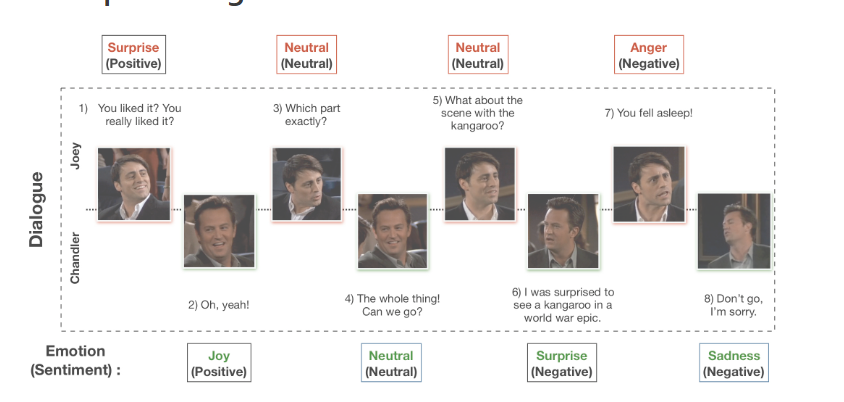 Surprise
(Positive)
Neutral
(Neutral)
Neutral
(Neutral)
Anger
(Negative)
Dialogue
Joey
Chandler
1) You liked it? You
really liked it?
3) Which part
exactly?
5) What about the
scene with the
kangaroo?
7) You fell asleep!
2) Oh, yeah!
4) The whole thing!
Can we go?
6) I was surprised to
see a kangaroo in a
world war epic.
8) Don't go,
I'm sorry.
Emotion
(Sentiment) :
Joy
(Positive)
Neutral
(Neutral)
Surprise
(Negative)
Sadness
(Negative)